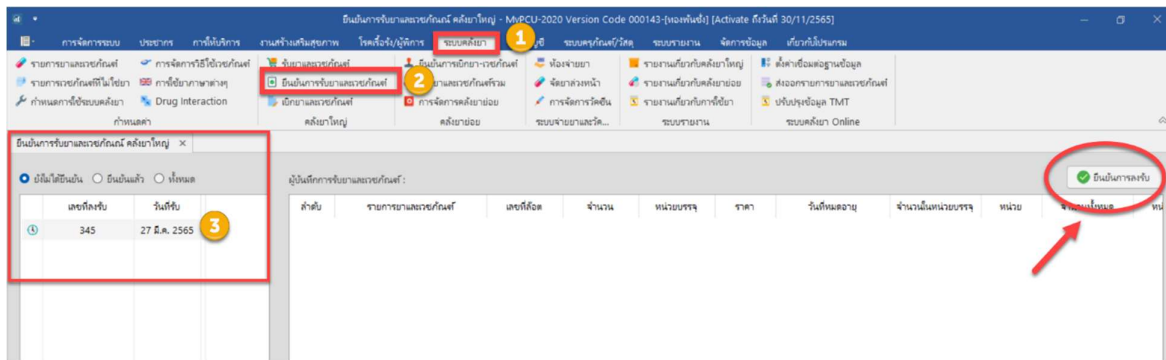 ยืนยันการรับยาและเวชภัณฑ์ คลังยาใหญ่ - MyPCU-2020 Version Code 000143-[ทองพันชั่ง] [Activate ถึงวันที่ 30/11/2565]
การจัดการระบบ ประชากร การให้บริการ งานสร้างเสริมสุขภาพ โรคเรื้อรัง/ผู้พิการ ระบบคลังยา 1 ระบบครุภัณฑ์/วัสดุ ระบบรายงาน จัดการข้อมูล เกี่ยวกับโปรแกรม
รายการยาและเวชภัณฑ์ การจัดการวิธีใช้เวชภัณฑ์ รับยาและเวชภัณฑ์ ยืนยันการเบิกยา-เวชภัณฑ์ ห้องจ่ายยา รายงานเกี่ยวกับคลังยาใหญ่ ตั้งค่าเชื่อมต่อฐานข้อมูล
รายการเวชภัณฑ์ที่ไม่ใช่ยา การใช้ยาภาษาต่างๆ ยืนยันการรับยาและเวชภัณฑ์ 2 จัดยาล่วงหน้า รายงานเกี่ยวกับคลังยาย่อย ส่งออกรายการยาและเวชภัณฑ์
กำหนดการใช้ระบบคลังยา Drug Interaction เบิกยาและเวชภัณฑ์ การจัดการคลังยาย่อย การจัดการวัคซีน รายงานเกี่ยวกับการใช้ยา ปรับปรุงข้อมูล TMT
กำหนดค่า คลังยาใหญ่ คลังยาย่อย ระบบจ่ายยาและวัค... ระบบรายงาน ระบบคลังยา Online
ยืนยันการรับยาและเวชภัณฑ์ คลังยาใหญ่ ×
ยังไม่ได้ยืนยัน ยืนยันแล้ว ทั้งหมด ผู้บันทึกการรับยาและเวชภัณฑ์ : ยืนยันการลงรับ
เลขที่ลงรับ วันที่รับ ลำดับ รายการยาและเวชภัณฑ์ เลขที่ล็อต จำนวน หน่วยบรรจุ ราคา วันที่หมดอายุ จำนวนในหน่วยบรรจุ หน่วย จำนวนทั้งหมด
345 27 มี.ค. 2565 3